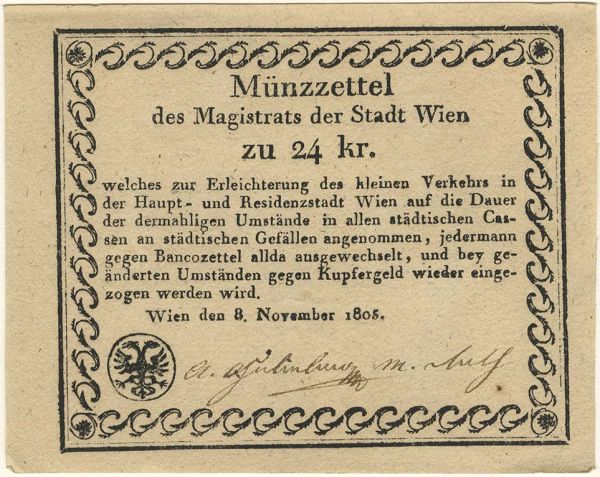 Münzzettel
des Magistrats der Stadt Wien
zu 24 kr.
welches zur Erleichterung des kleinen Verkehrs in
der Haupt- und Residenzstadt Wien auf die Dauer
der dermahligen Umstände in allen städtischen Cas-
sen an städtischen Gefällen angenommen, jedermann
gegen Bancozettel allda ausgewechselt, und bey ge-
änderten Umständen gegen Kupfergeld wieder einge-
zogen werden wird.
Wien den 8. November 1805.